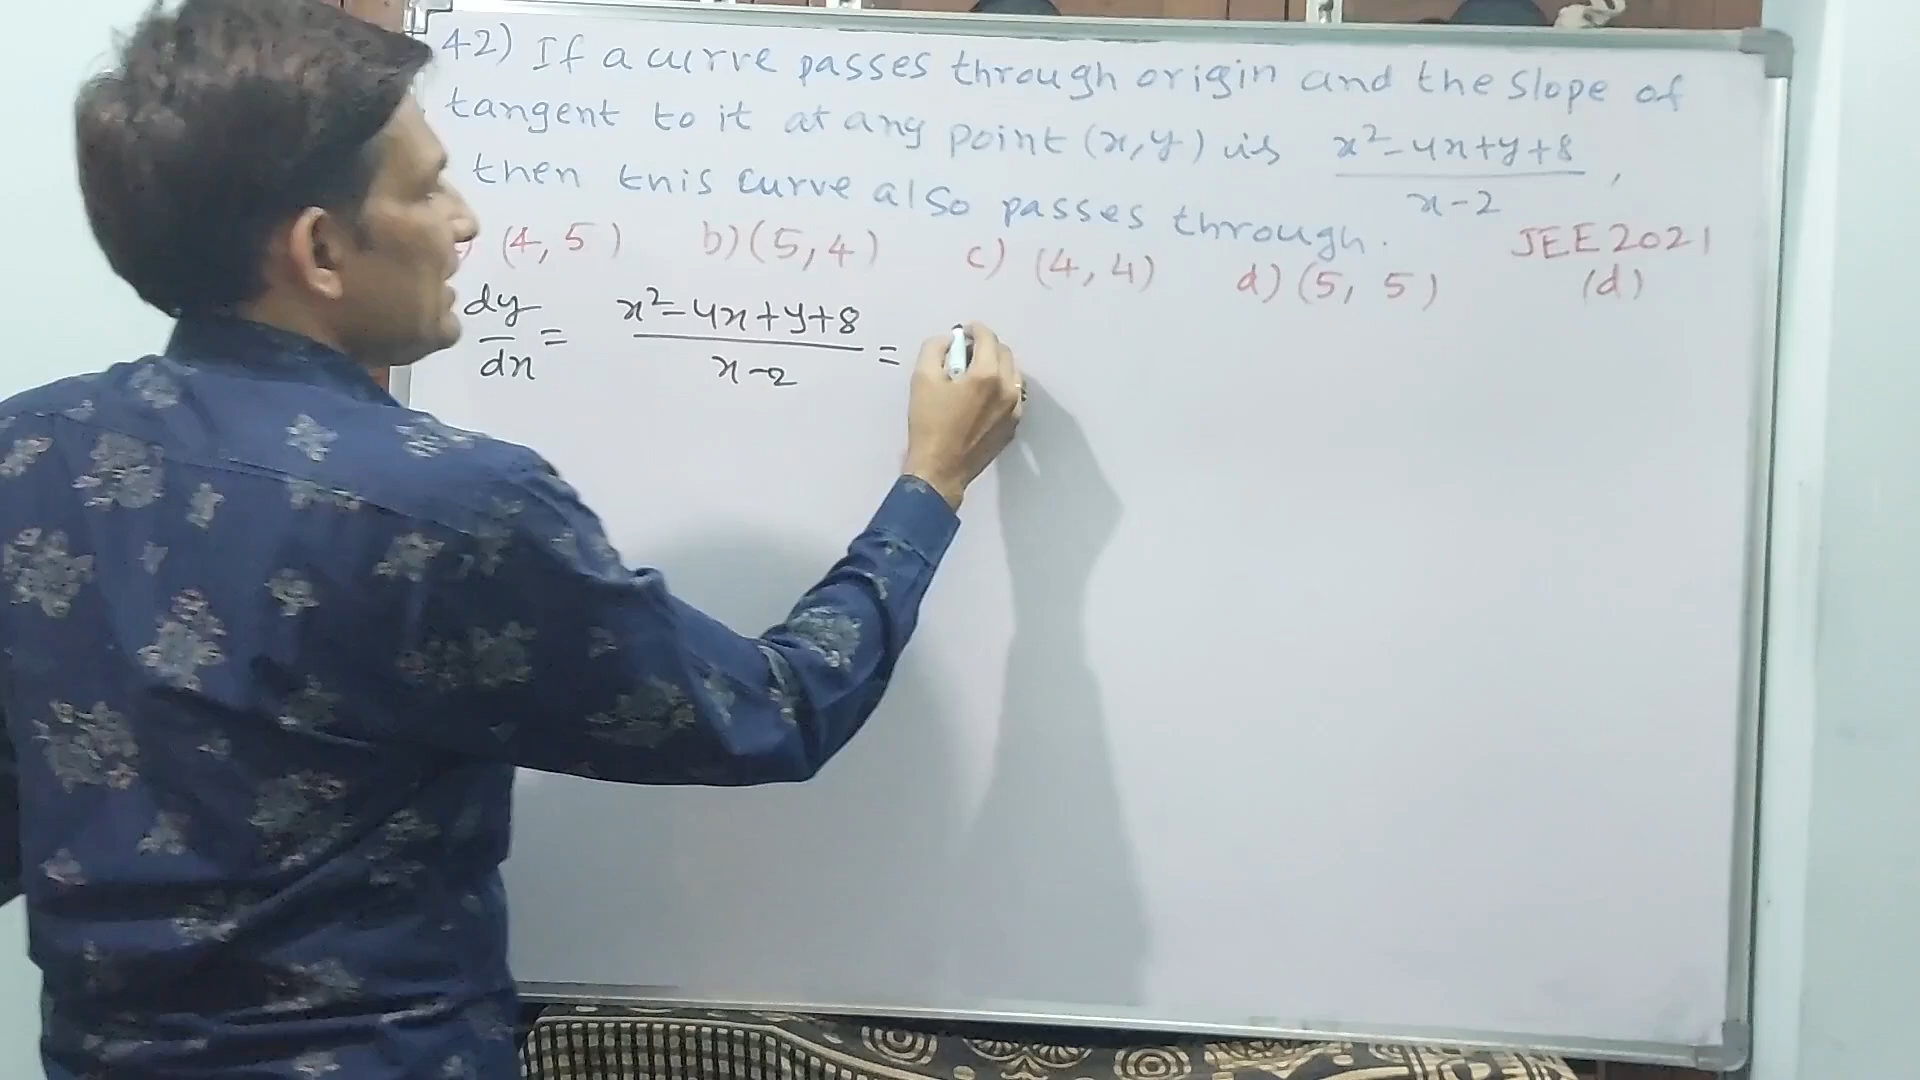 42) If a curve passes through origin and the slope of
tangent to it at any point (x,y) is x²-4x+y+8 / x-2 ,
then this curve also passes through.
(4,5) b) (5,4) c) (4,4) d) (5,5) JEE 2021 (d)
dy/dx = x²-4x+y+8 / x-2 =